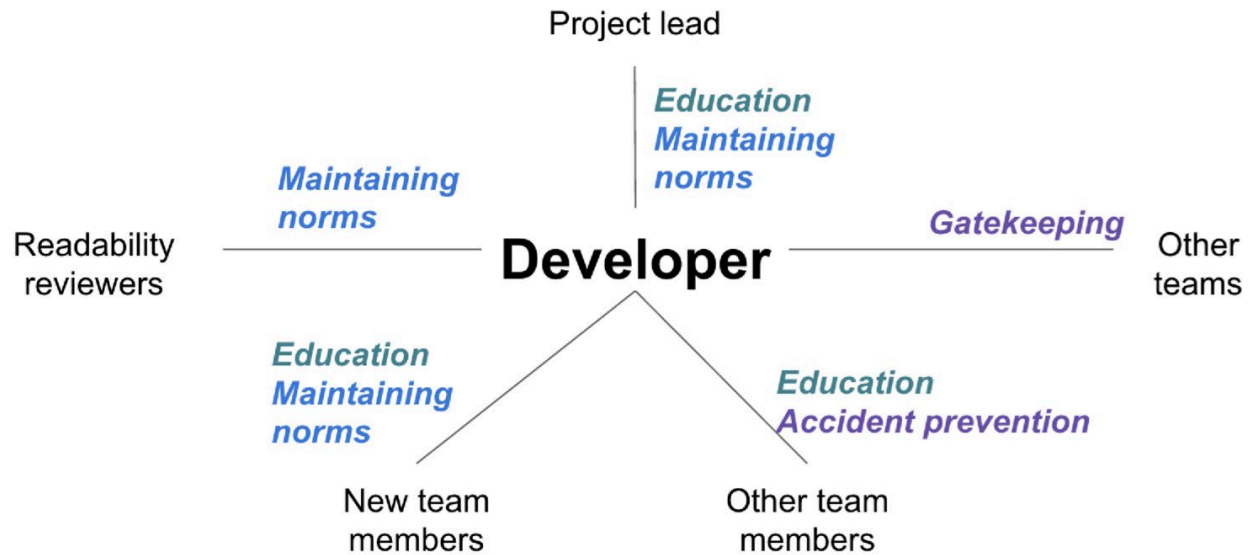 Project lead
Education
Maintaining
norms
Maintaining
norms
Gatekeeping
Readability
reviewers
Developer
Other
teams
Education
Maintaining
norms
Education
Accident prevention
New team
members
Other team
members